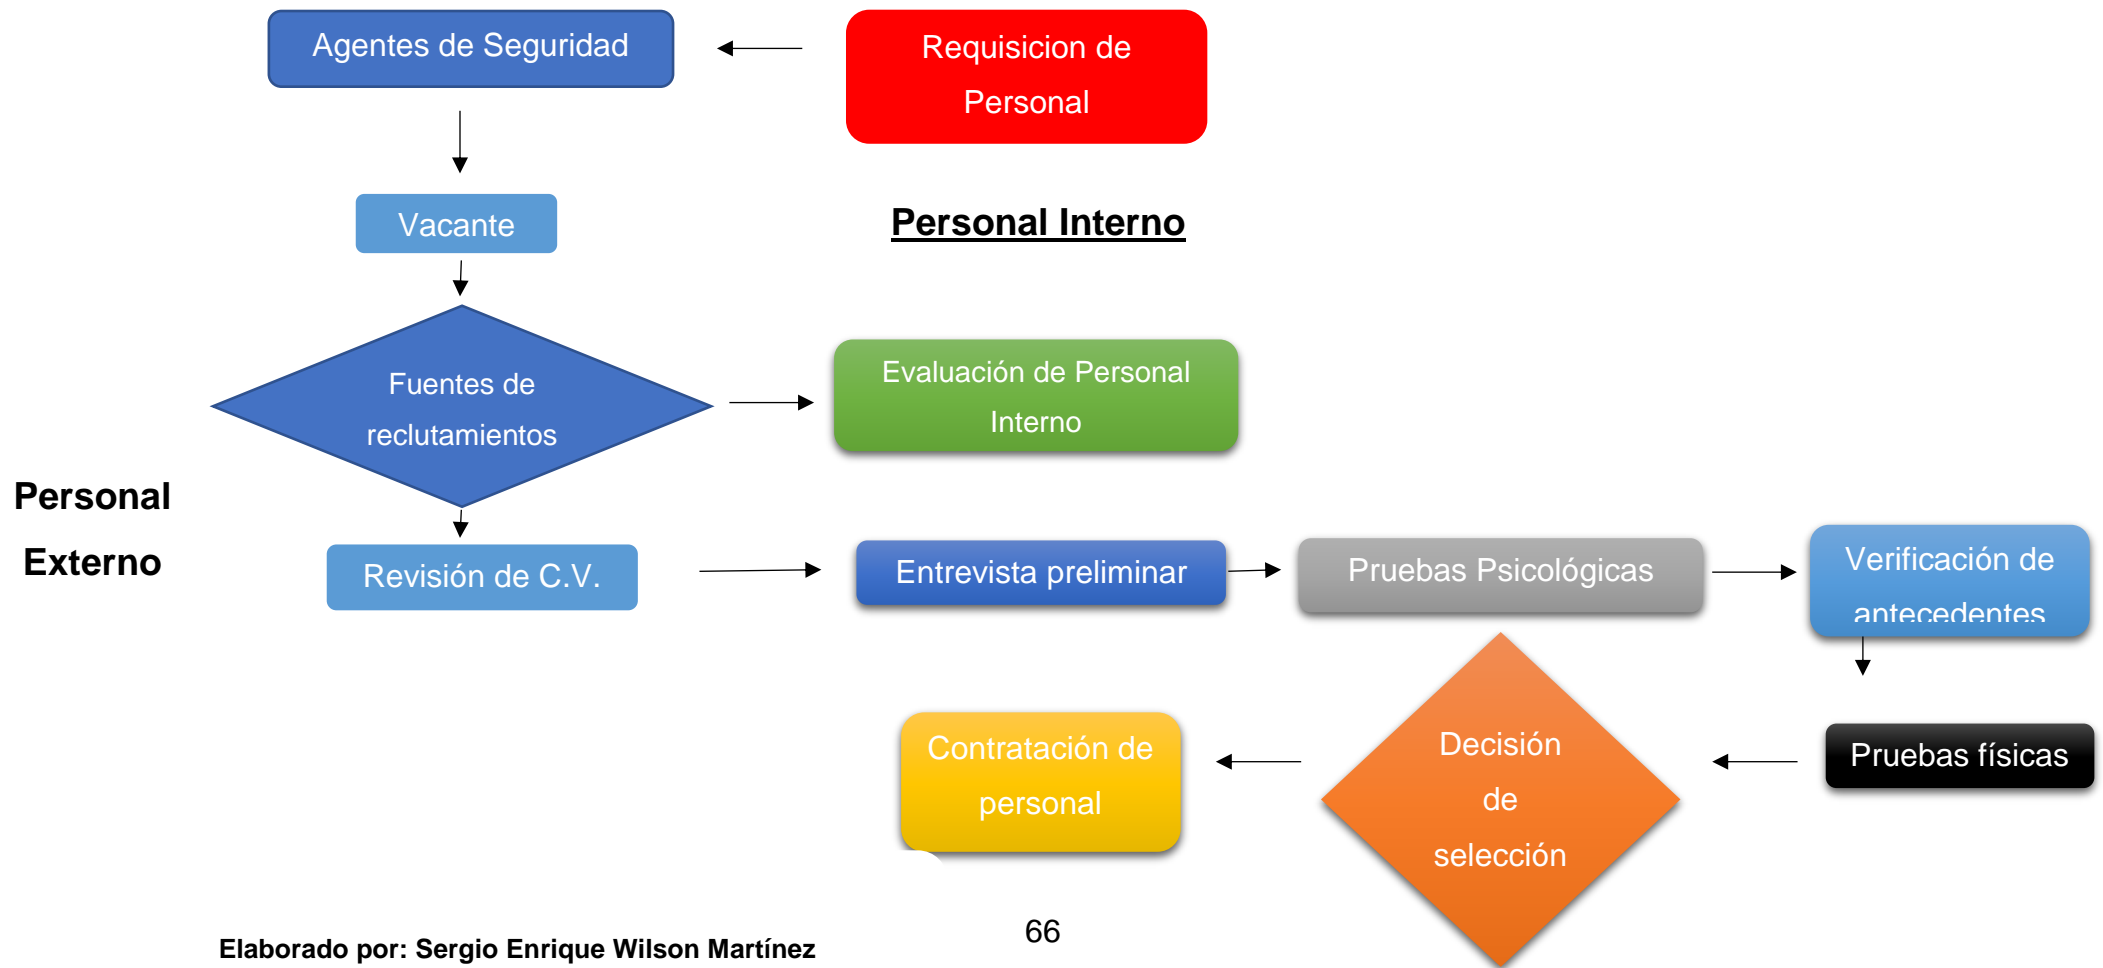 Agentes de Seguridad
Requisicion de
Personal
Vacante
Personal Interno
Fuentes de
reclutamientos
Evaluación de Personal
Interno
Personal
Externo
Revisión de C.V.
Entrevista preliminar
Pruebas Psicológicas
Verificación de
antecedentes
Contratación de
personal
Decisión
de
selección
Pruebas físicas
66
Elaborado por: Sergio Enrique Wilson Martínez